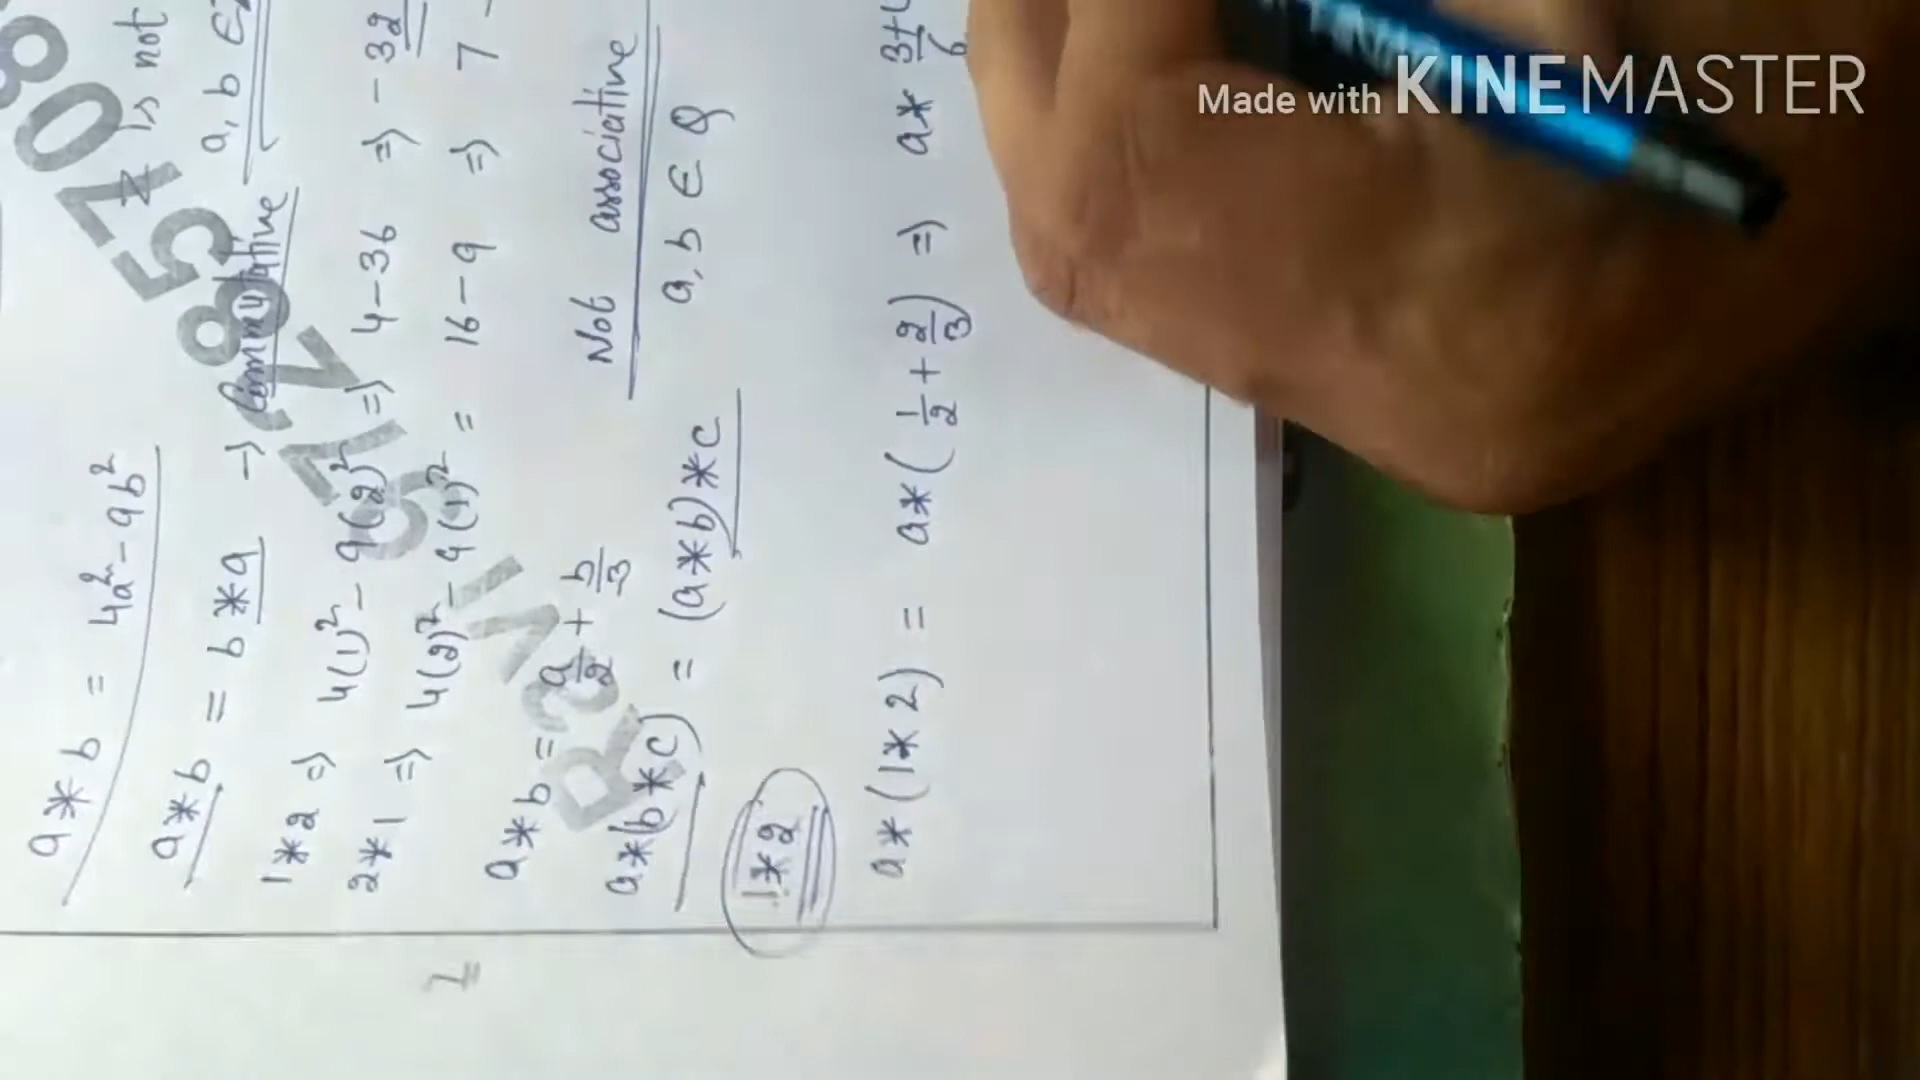 a * b = 4a² - 9b²
* is not
a * b = b * a → Commutative a, b ∈ Z
1 * 2 ⇒ 4(1)² - 9(2)² ⇒ 4 - 36 ⇒ - 32
2 * 1 ⇒ 4(2)² - 9(1)² = 16 - 9 ⇒ 7
a * b = a/2 + b/3 Not associative
a * (b * c) = (a * b) * c a, b ∈ Q
1 * 2
a * (1 * 2) = a * (1/2 + 2/3) ⇒ a * 3+4/6
Made with KINEMASTER